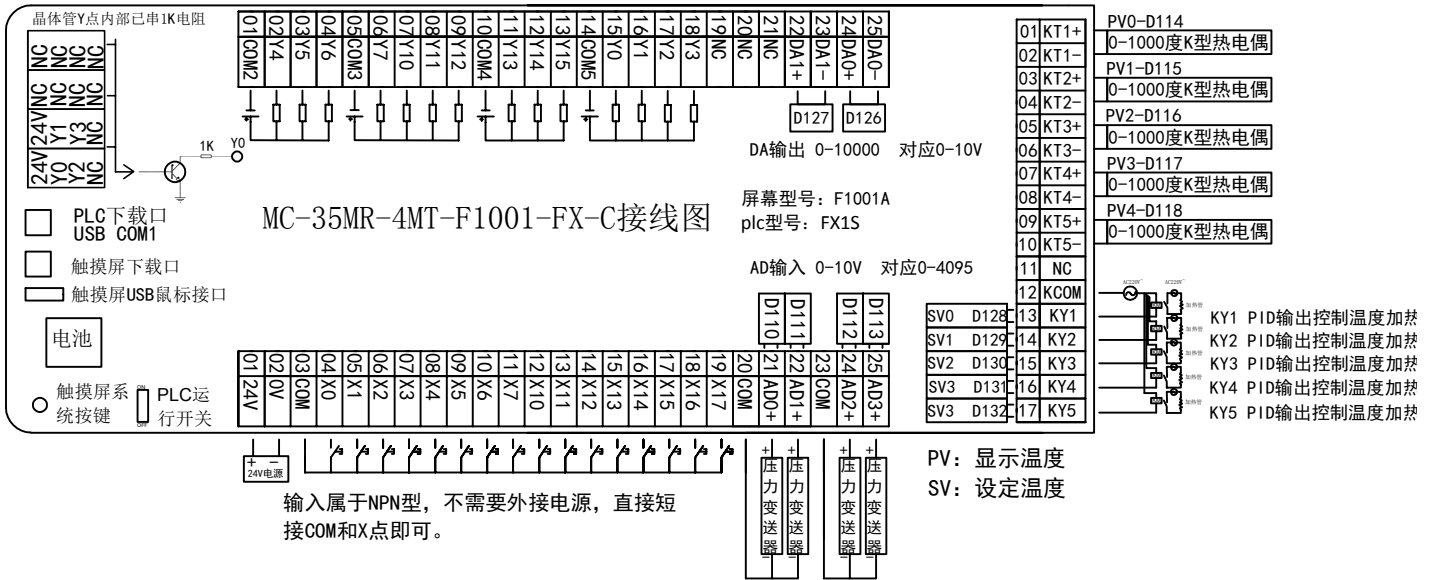 晶体管Y点内部已串1K电阻
NC NC NC NC
NC NC NC NC
24V 24V Y1 Y3 NC
24V Y0 Y2 NC
1K
Y0
01 COM2
02 Y4
03 Y5
04 Y6
05 COM3
06 Y7
07 Y10
08 Y11
09 Y12
10 COM4
11 Y13
12 Y14
13 Y15
14 COM5
15 Y0
16 Y1
17 Y2
18 Y3
19 NC
20 NC
21 NC
22 DA1+
23 DA1-
24 DA0+
25 DA0-
D127
D126
DA输出 0-10000 对应0-10V
MC-35MR-4MT-F1001-FX-C接线图
屏幕型号：F1001A
plc型号：FX1S
AD输入 0-10V 对应0-4095
PLC下载口
USB COM1
触摸屏下载口
触摸屏USB鼠标接口
电池
触摸屏系
统按键
ON
OFF
PLC运
行开关
D110
D111
D112
D113
01 24V
02 0V
03 COM
04 X0
05 X1
06 X2
07 X3
08 X4
09 X5
10 X6
11 X7
12 X10
13 X11
14 X12
15 X13
16 X14
17 X15
18 X16
19 X17
20 COM
21 AD0+
22 AD1+
23 COM
24 AD2+
25 AD3+
+ -
24V电源
输入属于NPN型，不需要外接电源，直接短
接COM和X点即可。
+压力变送器-
+压力变送器-
+压力变送器-
+压力变送器-
01 KT1+
02 KT1-
03 KT2+
04 KT2-
05 KT3+
06 KT3-
07 KT4+
08 KT4-
09 KT5+
10 KT5-
11 NC
12 KCOM
SV0 D128 13 KY1
SV1 D129 14 KY2
SV2 D130 15 KY3
SV3 D131 16 KY4
SV3 D132 17 KY5
PV0-D114
0-1000度K型热电偶
PV1-D115
0-1000度K型热电偶
PV2-D116
0-1000度K型热电偶
PV3-D117
0-1000度K型热电偶
PV4-D118
0-1000度K型热电偶
AC220V
AC220V
加热管
加热管
加热管
加热管
加热管
KY1 PID输出控制温度加热
KY2 PID输出控制温度加热
KY3 PID输出控制温度加热
KY4 PID输出控制温度加热
KY5 PID输出控制温度加热
PV：显示温度
SV：设定温度